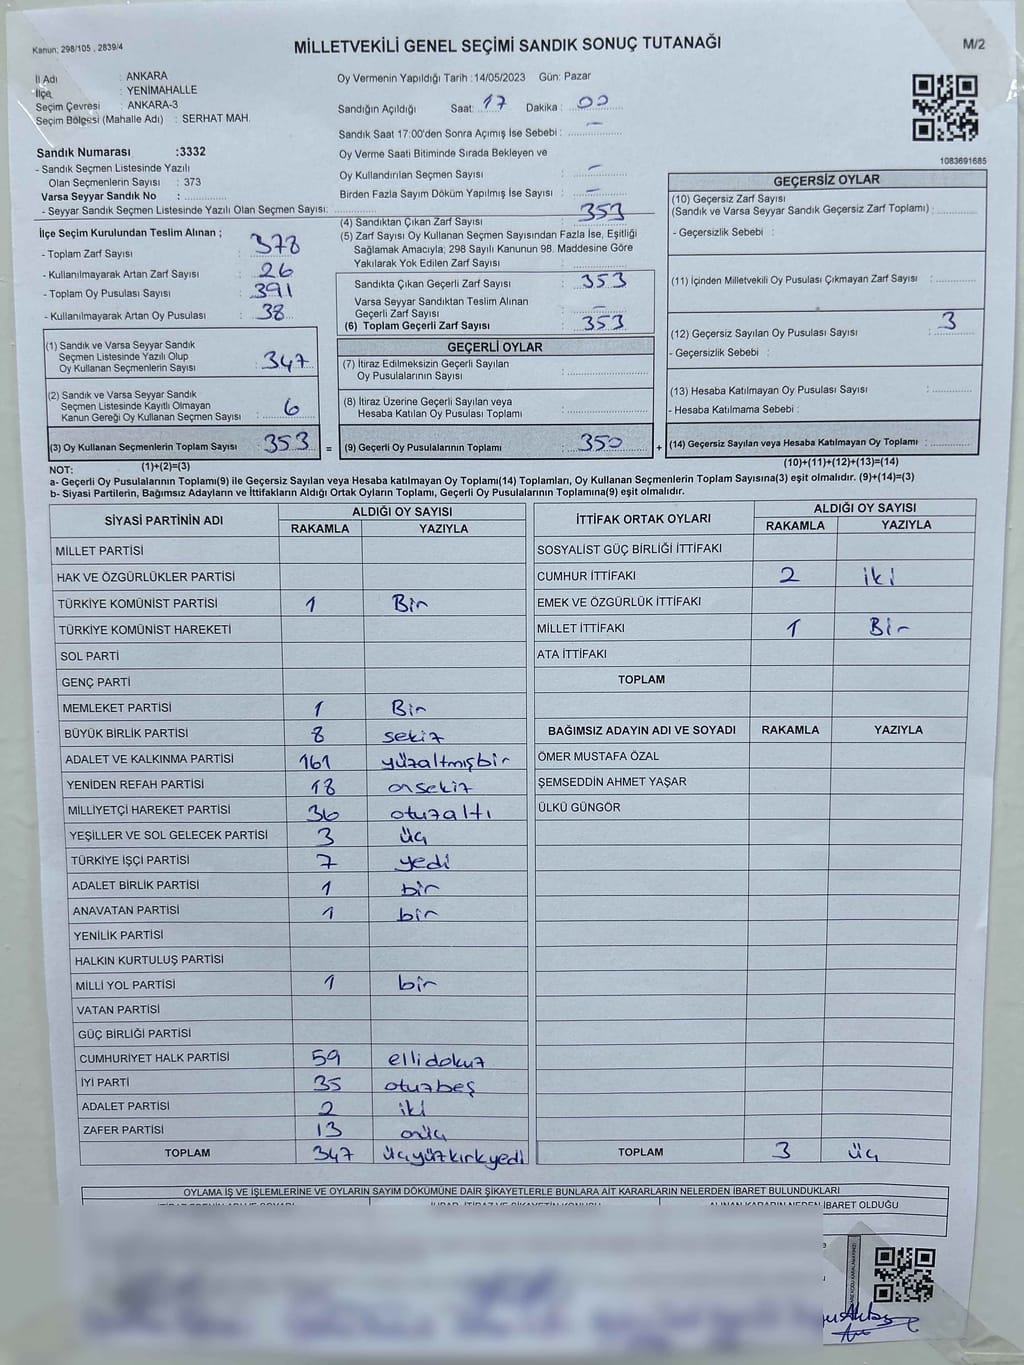 Kanun; 298/105 , 2839/4
MİLLETVEKİLİ GENEL SEÇİMİ SANDIK SONUÇ TUTANAĞI
M/2
İl Adı : ANKARA
İlçe : YENİMAHALLE
Seçim Çevresi : ANKARA-3
Seçim Bölgesi (Mahalle Adı) : SERHAT MAH.
Sandık Numarası :3332
- Sandık Seçmen Listesinde Yazılı
Olan Seçmenlerin Sayısı : 373
Varsa Seyyar Sandık No :
- Seyyar Sandık Seçmen Listesinde Yazılı Olan Seçmen Sayısı:
Oy Vermenin Yapıldığı Tarih :14/05/2023 Gün: Pazar
Sandığın Açıldığı Saat: 17 Dakika : 00
Sandık Saat 17.00'den Sonra Açımış İse Sebebi : –
Oy Verme Saati Bitiminde Sırada Bekleyen ve
Oy Kullandırılan Seçmen Sayısı : –
Birden Fazla Sayım Döküm Yapılmış İse Sayısı : –
1083691685
İlçe Seçim Kurulundan Teslim Alınan ;
- Toplam Zarf Sayısı : 378
- Kullanılmayarak Artan Zarf Sayısı : 26
- Toplam Oy Pusulası Sayısı : 391
- Kullanılmayarak Artan Oy Pusulası : 38
(1) Sandık ve Varsa Seyyar Sandık
Seçmen Listesinde Yazılı Olup
Oy Kullanan Seçmenlerin Sayısı : 347
(2) Sandık ve Varsa Seyyar Sandık
Seçmen Listesinde Kayıtlı Olmayan
Kanun Gereği Oy Kullanan Seçmen Sayısı : 6
(3) Oy Kullanan Seçmenlerin Toplam Sayısı : 353
(4) Sandıktan Çıkan Zarf Sayısı : 353
(5) Zarf Sayısı Oy Kullanan Seçmen Sayısından Fazla İse, Eşitliği
Sağlamak Amacıyla; 298 Sayılı Kanunun 98. Maddesine Göre
Yakılarak Yok Edilen Zarf Sayısı :
Sandıkta Çıkan Geçerli Zarf Sayısı : 353
Varsa Seyyar Sandıktan Teslim Alınan
Geçerli Zarf Sayısı : –
(6) Toplam Geçerli Zarf Sayısı : 353
GEÇERLİ OYLAR
(7) İtiraz Edilmeksizin Geçerli Sayılan
Oy Pusulalarının Sayısı :
(8) İtiraz Üzerine Geçerli Sayılan veya
Hesaba Katılan Oy Pusulası Toplamı :
= (9) Geçerli Oy Pusulalarının Toplamı : 350 +
GEÇERSİZ OYLAR
(10) Geçersiz Zarf Sayısından
(Sandık ve Varsa Seyyar Sandık Geçersiz Zarf Toplamı) :
- Geçersizlik Sebebi :
(11) İçinden Milletvekili Oy Pusulası Çıkmayan Zarf Sayısı :
(12) Geçersiz Sayılan Oy Pusulası Sayısı : 3
- Geçersizlik Sebebi :
(13) Hesaba Katılmayan Oy Pusulası Sayısı :
- Hesaba Katılmama Sebebi :
(14) Geçersiz Sayılan veya Hesaba Katılmayan Oy Toplamı :
NOT: (1)+(2)=(3) (10)+(11)+(12)+(13)=(14)
a- Geçerli Oy Pusulalarının Toplamı(9) ile Geçersiz Sayılan veya Hesaba katılmayan Oy Toplamı(14) Toplamları, Oy Kullanan Seçmenlerin Toplam Sayısına(3) eşit olmalıdır. (9)+(14)=(3)
b- Siyasi Partilerin, Bağımsız Adayların ve İttifakların Aldığı Ortak Oyların Toplamı, Geçerli Oy Pusulalarının Toplamına(9) eşit olmalıdır.
SİYASİ PARTİNİN ADI ALDIĞI OY SAYISI
RAKAMLA YAZIYLA
MİLLET PARTİSİ
HAK VE ÖZGÜRLÜKLER PARTİSİ
TÜRKİYE KOMÜNİST PARTİSİ 1 Bir
TÜRKİYE KOMÜNİST HAREKETİ
SOL PARTİ
GENÇ PARTİ
MEMLEKET PARTİSİ 1 Bir
BÜYÜK BİRLİK PARTİSİ 8 sekiz
ADALET VE KALKINMA PARTİSİ 161 yüzaltmışbir
YENİDEN REFAH PARTİSİ 18 onsekiz
MİLLİYETÇİ HAREKET PARTİSİ 36 otuzaltı
YEŞİLLER VE SOL GELECEK PARTİSİ 3 üç
TÜRKİYE İŞÇİ PARTİSİ 7 yedi
ADALET BİRLİK PARTİSİ 1 bir
ANAVATAN PARTİSİ 1 bir
YENİLİK PARTİSİ
HALKIN KURTULUŞ PARTİSİ
MİLLİ YOL PARTİSİ 1 bir
VATAN PARTİSİ
GÜÇ BİRLİĞİ PARTİSİ
CUMHURİYET HALK PARTİSİ 59 ellidokuz
İYİ PARTİ 35 otuzbeş
ADALET PARTİSİ 2 iki
ZAFER PARTİSİ 13 onüç
TOPLAM 347 üçyüzkırkyedi
İTTİFAK ORTAK OYLARI ALDIĞI OY SAYISI
RAKAMLA YAZIYLA
SOSYALİST GÜÇ BİRLİĞİ İTTİFAKI
CUMHUR İTTİFAKI 2 iki
EMEK VE ÖZGÜRLÜK İTTİFAKI
MİLLET İTTİFAKI 1 Bir
ATA İTTİFAKI
TOPLAM
BAĞIMSIZ ADAYIN ADI VE SOYADI RAKAMLA YAZIYLA
ÖMER MUSTAFA ÖZAL
ŞEMSEDDİN AHMET YAŞAR
ÜLKÜ GÜNGÖR
TOPLAM 3 üç
OYLAMA İŞ VE İŞLEMLERİNE VE OYLARIN SAYIM DÖKÜMÜNE DAİR ŞİKAYETLERLE BUNLARA AİT KARARLARIN NELERDEN İBARET BULUNDUKLARI
ALINAN KARARIN NEDEN İBARET OLDUĞU